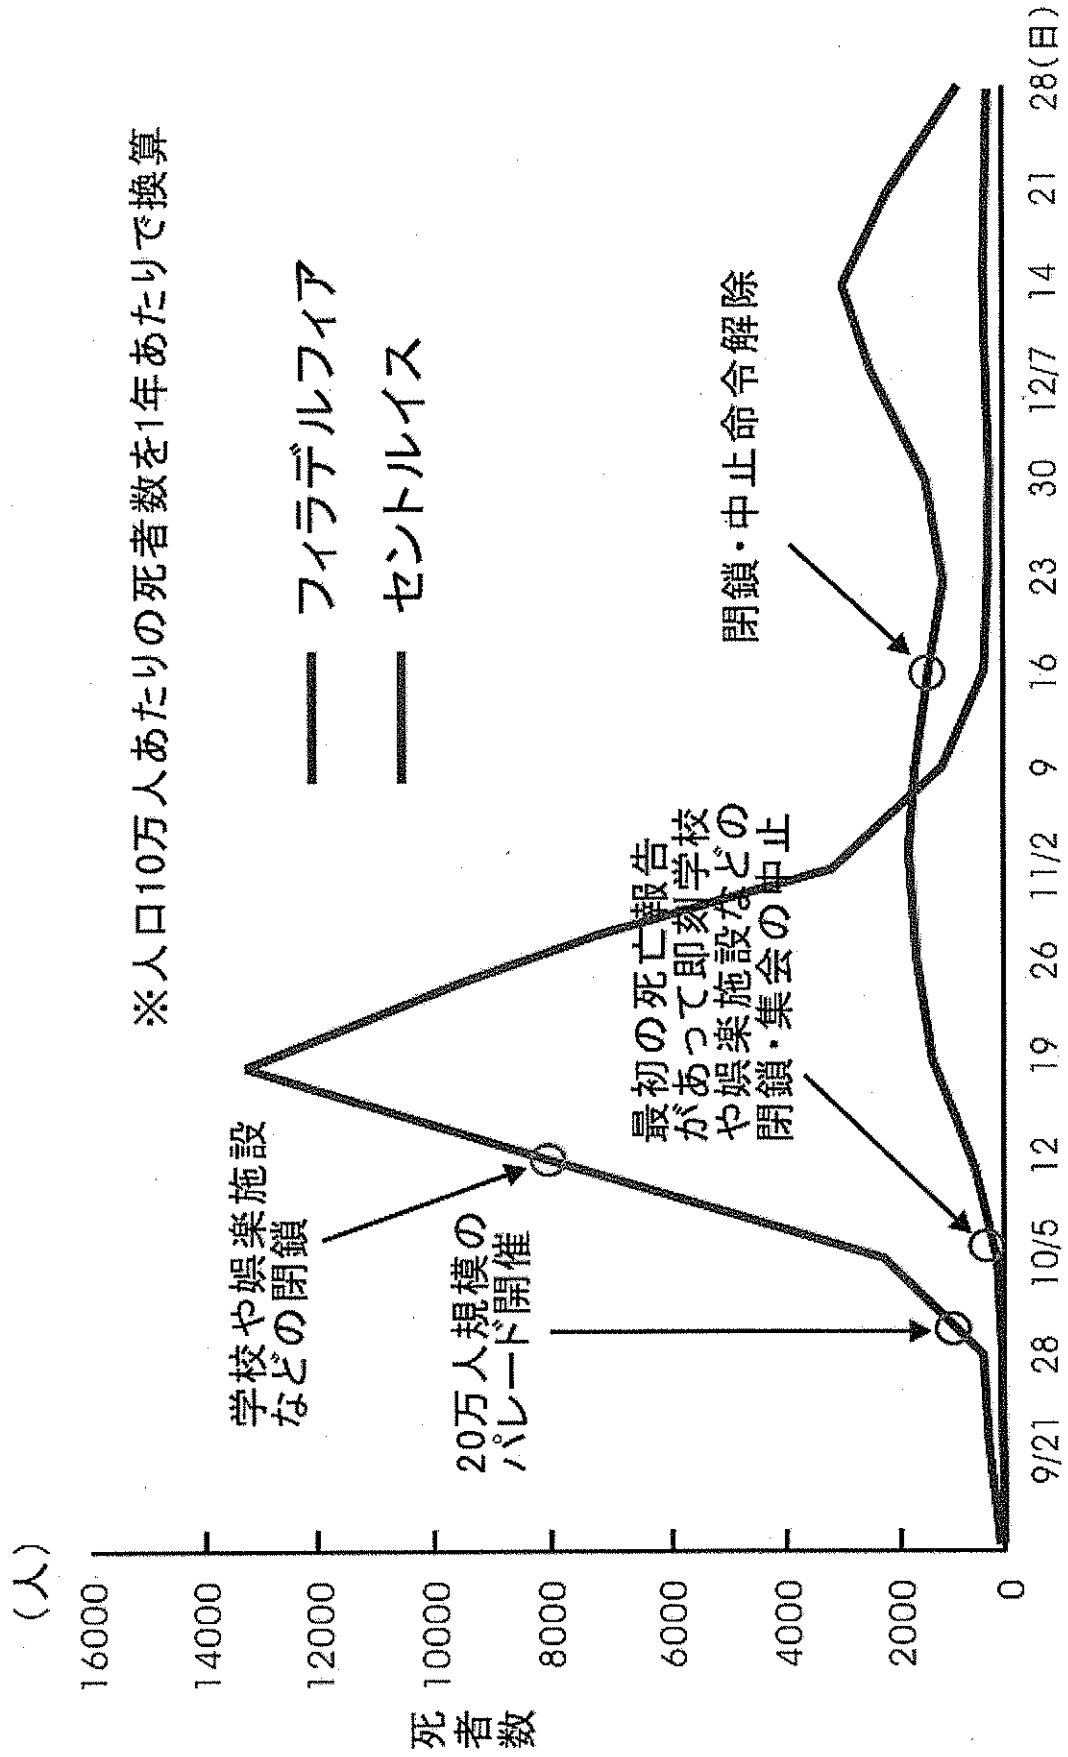 ※人口10万人あたりの死者数を1年あたりで換算
(人)
16000
14000
12000
10000
8000
6000
4000
2000
0
死者数
フィラデルフィア
セントルイス
学校や娯楽施設
などの閉鎖
20万人規模の
パレード開催
最初の死亡報告
があって即刻学校
や娯楽施設などの
閉鎖・集会の中止
閉鎖・中止命令解除
9/21 28 10/5 12 19 26 11/2 9 16 23 30 12/7 14 21 28(日)